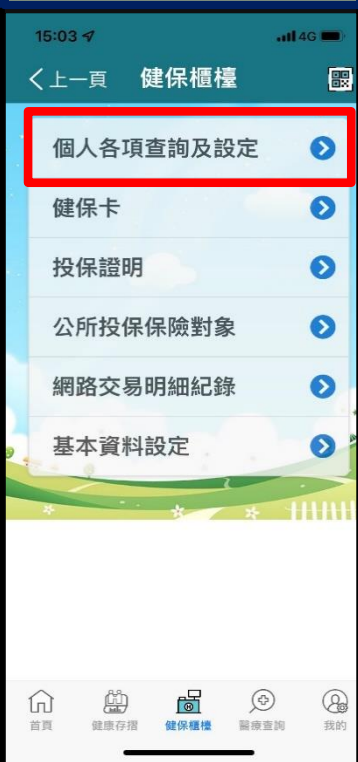 15:03
4G
上一頁
健保櫃檯
個人各項查詢及設定
健保卡
投保證明
公所投保保險對象
網路交易明細紀錄
基本資料設定
首頁
健康存摺
健保櫃檯
醫療查詢
我的